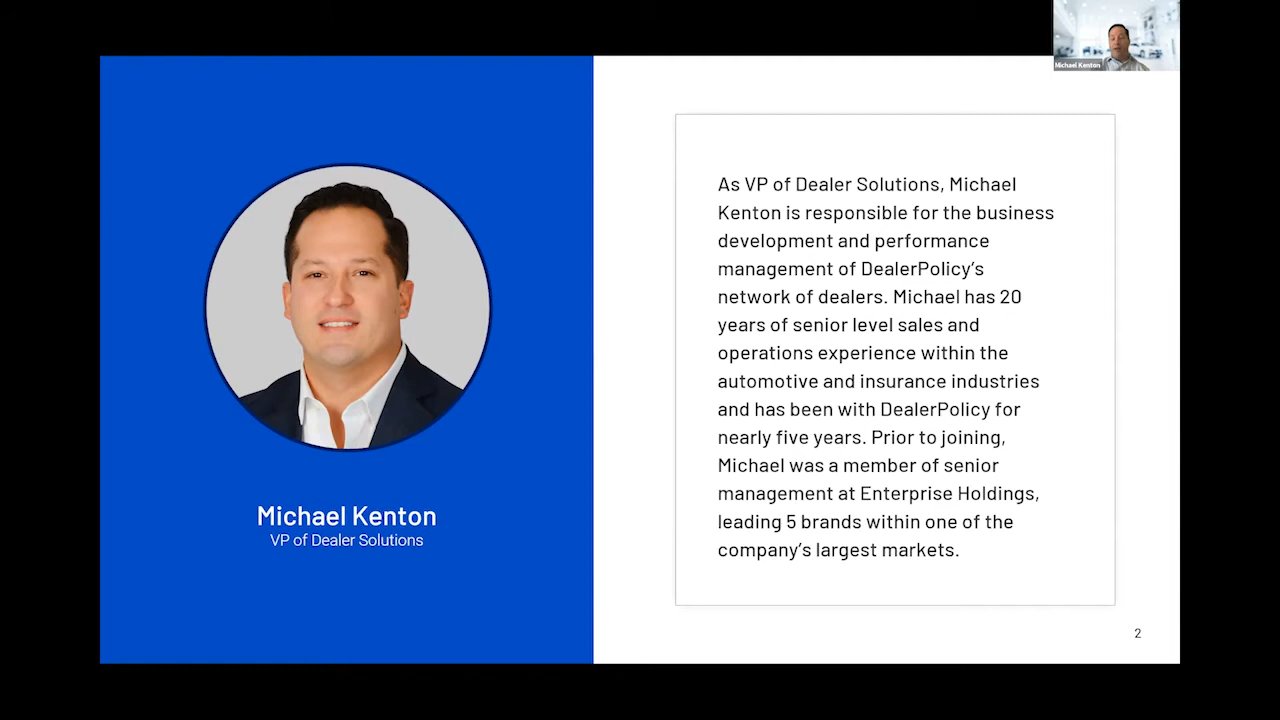 Michael Kenton
Michael Kenton
VP of Dealer Solutions
As VP of Dealer Solutions, Michael
Kenton is responsible for the business
development and performance
management of DealerPolicy’s
network of dealers. Michael has 20
years of senior level sales and
operations experience within the
automotive and insurance industries
and has been with DealerPolicy for
nearly five years. Prior to joining,
Michael was a member of senior
management at Enterprise Holdings,
leading 5 brands within one of the
company’s largest markets.
2